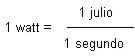 1 watt = 1 julio
1 segundo